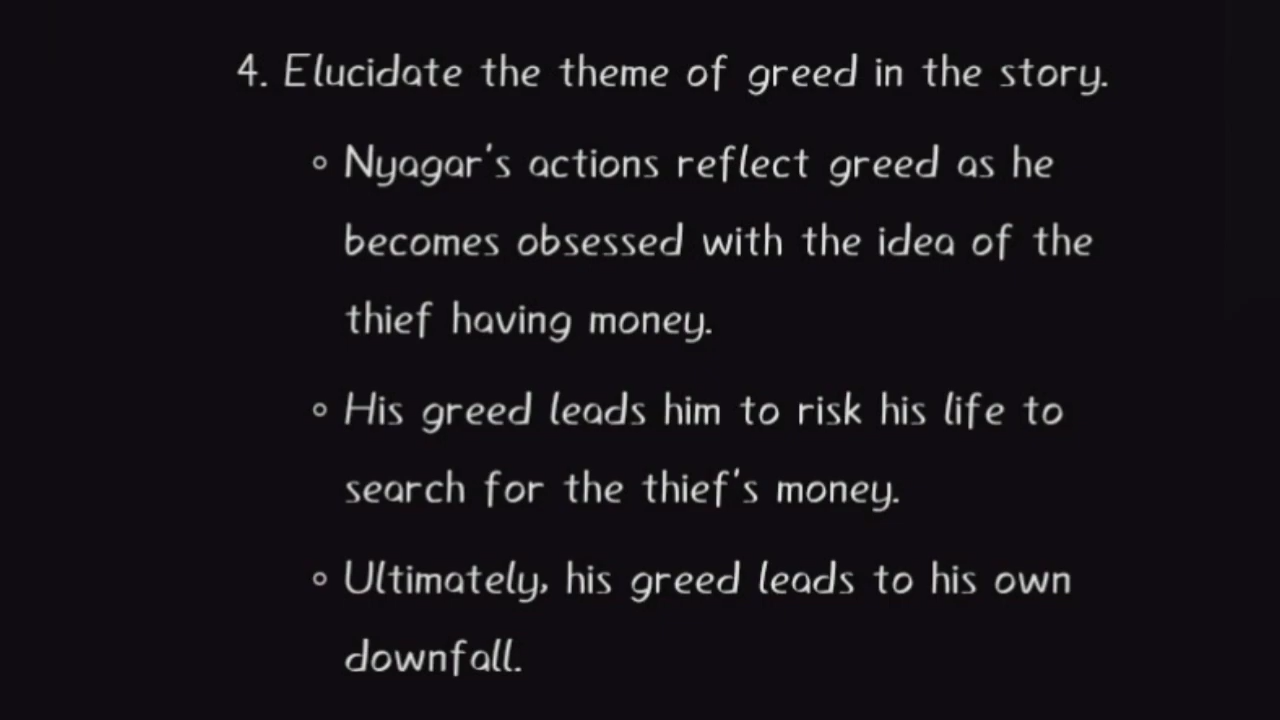 4. Elucidate the theme of greed in the story.
◦ Nyagar's actions reflect greed as he
becomes obsessed with the idea of the
thief having money.
◦ His greed leads him to risk his life to
search for the thief's money.
◦ Ultimately, his greed leads to his own
downfall.